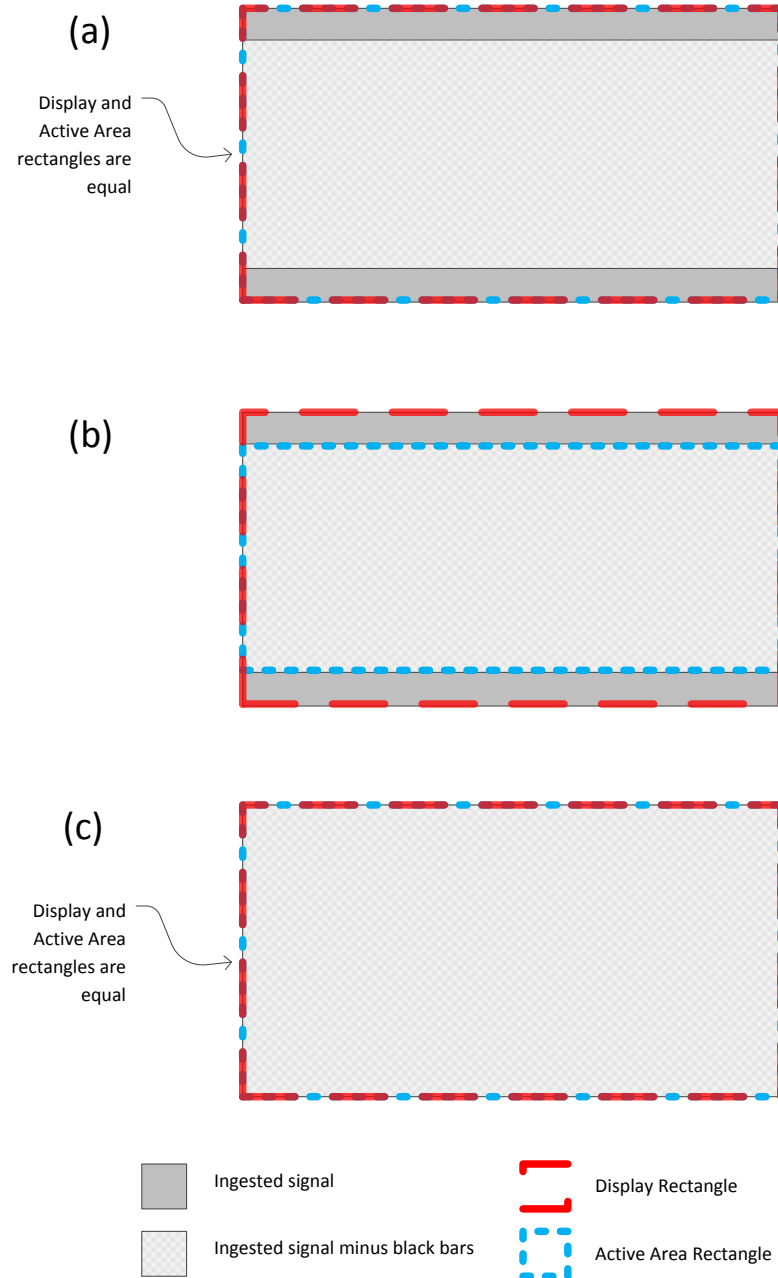 (a)
Display and
Active Area
rectangles are
equal
(b)
(c)
Display and
Active Area
rectangles are
equal
Ingested signal
Display Rectangle
Ingested signal minus black bars
Active Area Rectangle